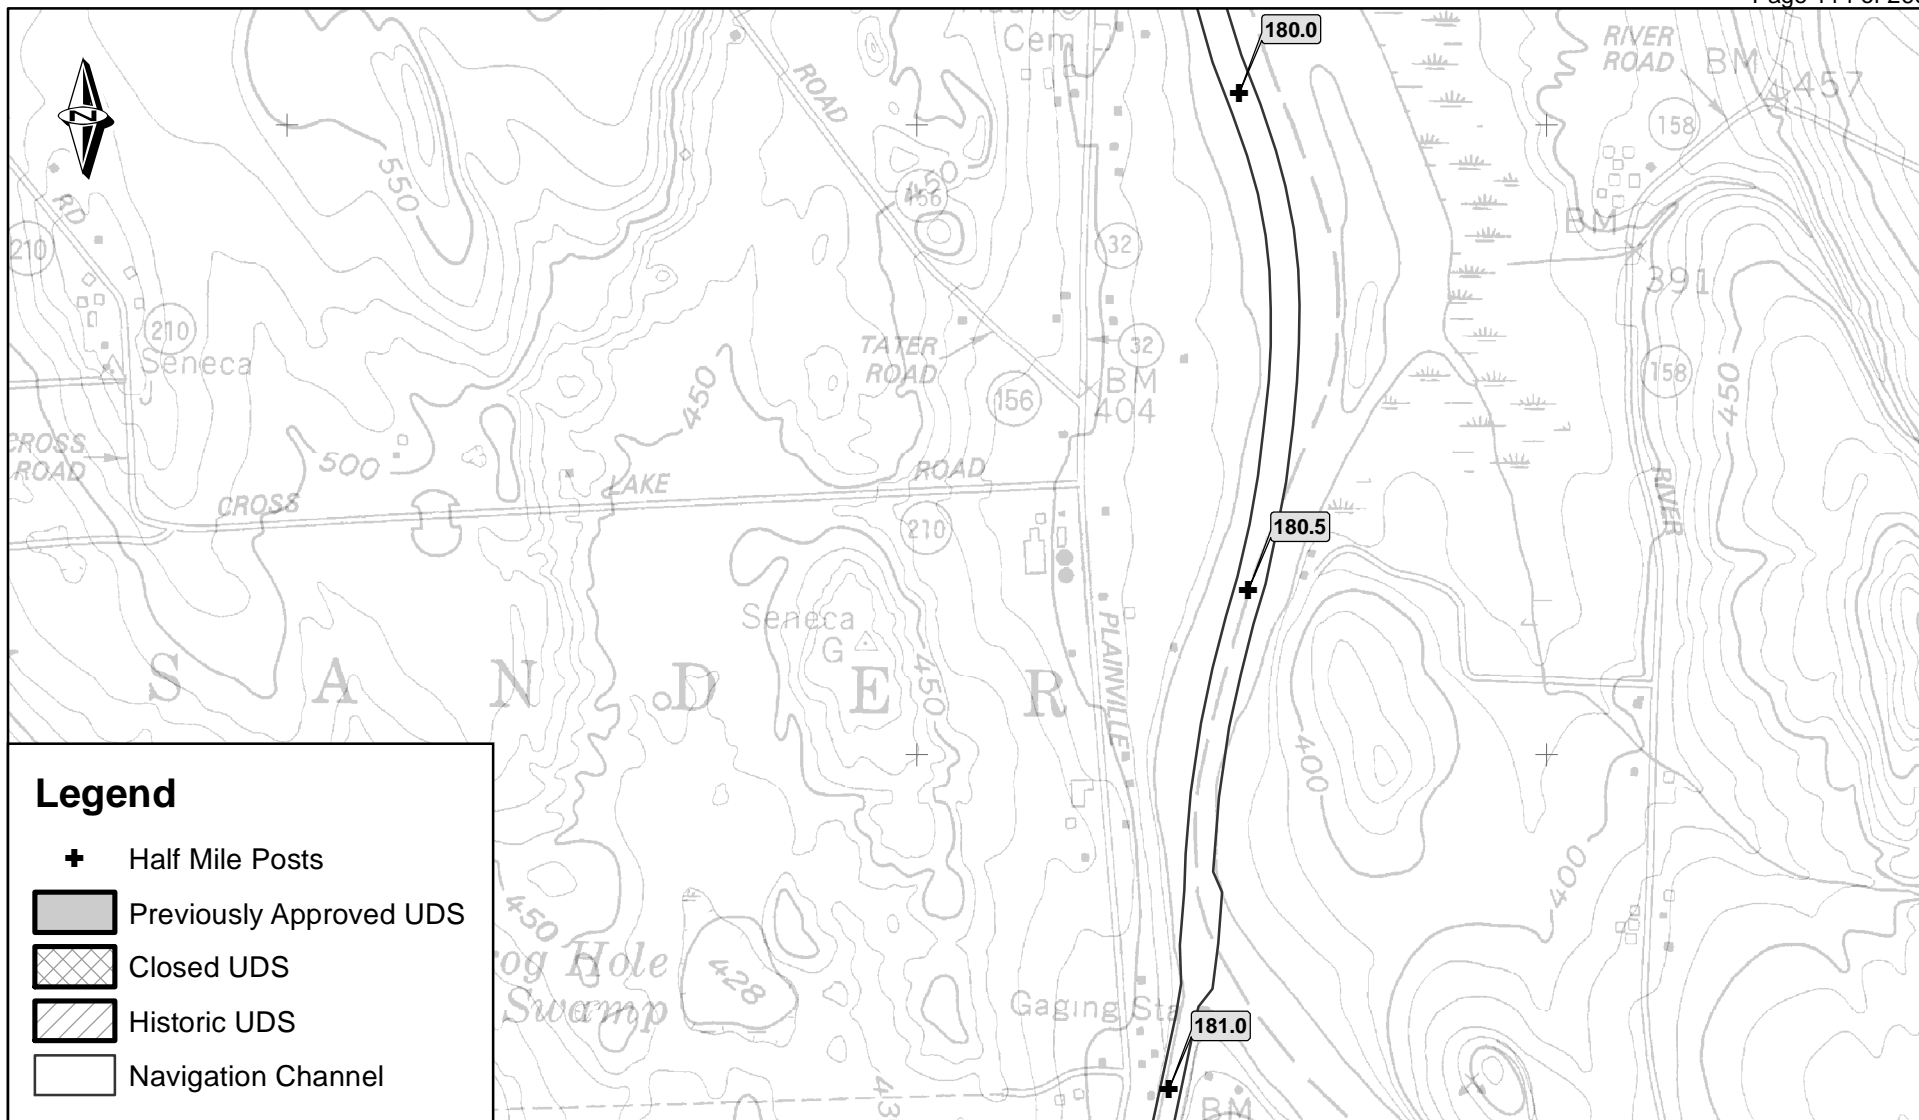 180.0
Cem
RIVER
ROAD
BM
457
158
ROAD
550
450
156
RD
210
32
BM
391
210
Seneca
TATER
ROAD
32
BM
404
156
158
450
450
CROSS
ROAD
500
CROSS
LAKE
ROAD
210
RIVER
180.5
Seneca
G
450
PLAINVILLE
S A N D E R
400
400
Legend
Half Mile Posts
Previously Approved UDS
Closed UDS
Historic UDS
Navigation Channel
450
og Hole
Swamp
428
Gaging Sta
181.0
43
BM